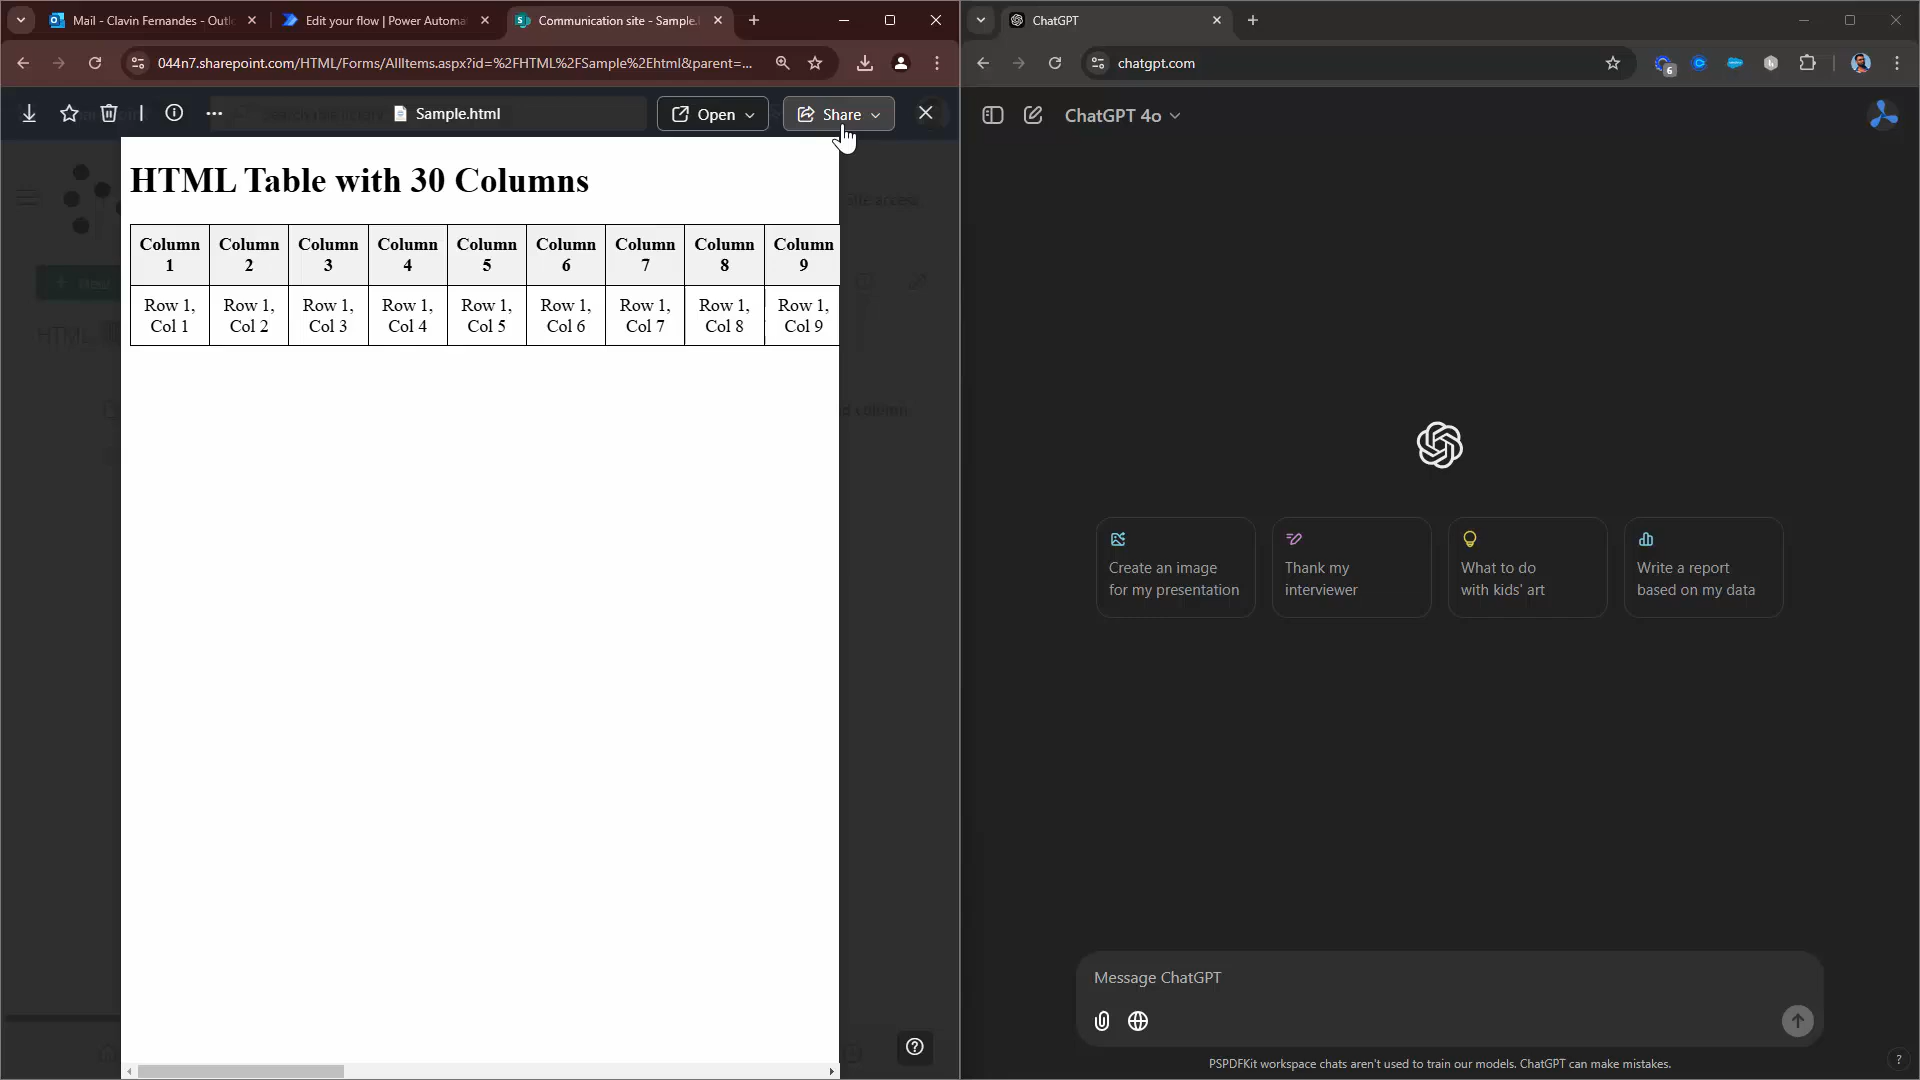 Mail - Clavin Fernandes - Outl
Edit your flow | Power Automa
Communication site - Sample.
044n7.sharepoint.com/HTML/Forms/AllItems.aspx?id=%2FHTML%2FSample%2Ehtml&parent=...
Sample.html
Open
Share
HTML Table with 30 Columns
Column 1
Column 2
Column 3
Column 4
Column 5
Column 6
Column 7
Column 8
Column 9
Row 1, Col 1
Row 1, Col 2
Row 1, Col 3
Row 1, Col 4
Row 1, Col 5
Row 1, Col 6
Row 1, Col 7
Row 1, Col 8
Row 1, Col 9
site access
New
HTML
column
ChatGPT
chatgpt.com
6
ChatGPT 4o
Create an image
for my presentation
Thank my
interviewer
What to do
with kids' art
Write a report
based on my data
Message ChatGPT
PSPDFKit workspace chats aren't used to train our models. ChatGPT can make mistakes.
?